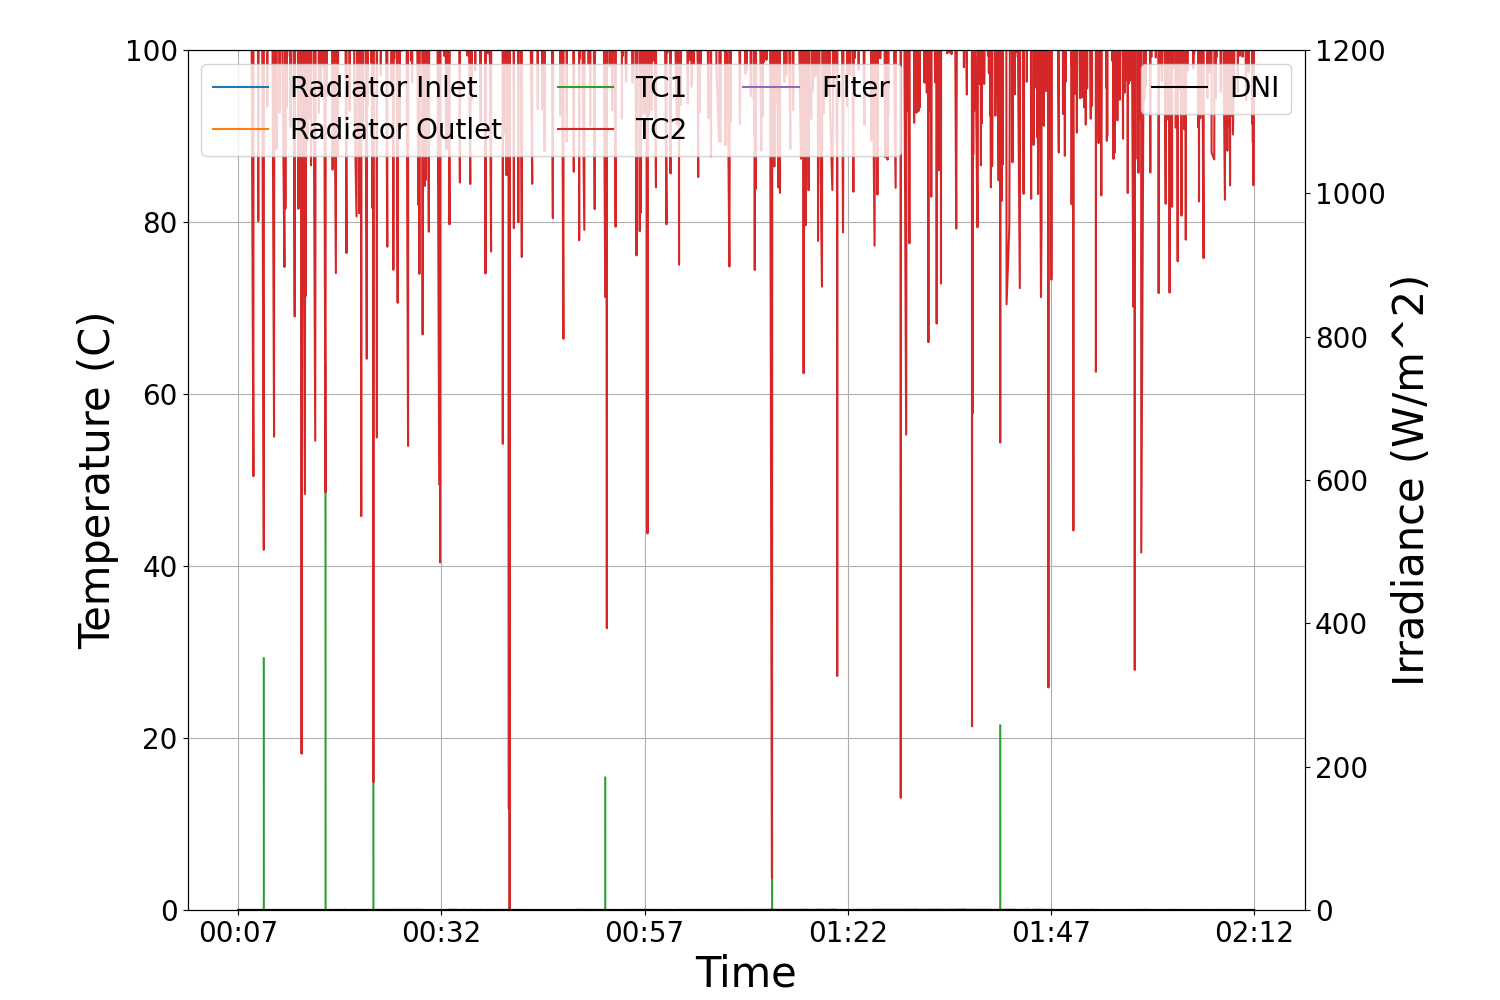 Radiator Inlet
Radiator Outlet
TC1
TC2
Filter
DNI
Temperature (C)
100
80
60
40
20
0
1200
1000
800
600
400
200
0
Irradiance (W/m^2)
00:07 00:32 00:57 01:22 01:47 02:12
Time